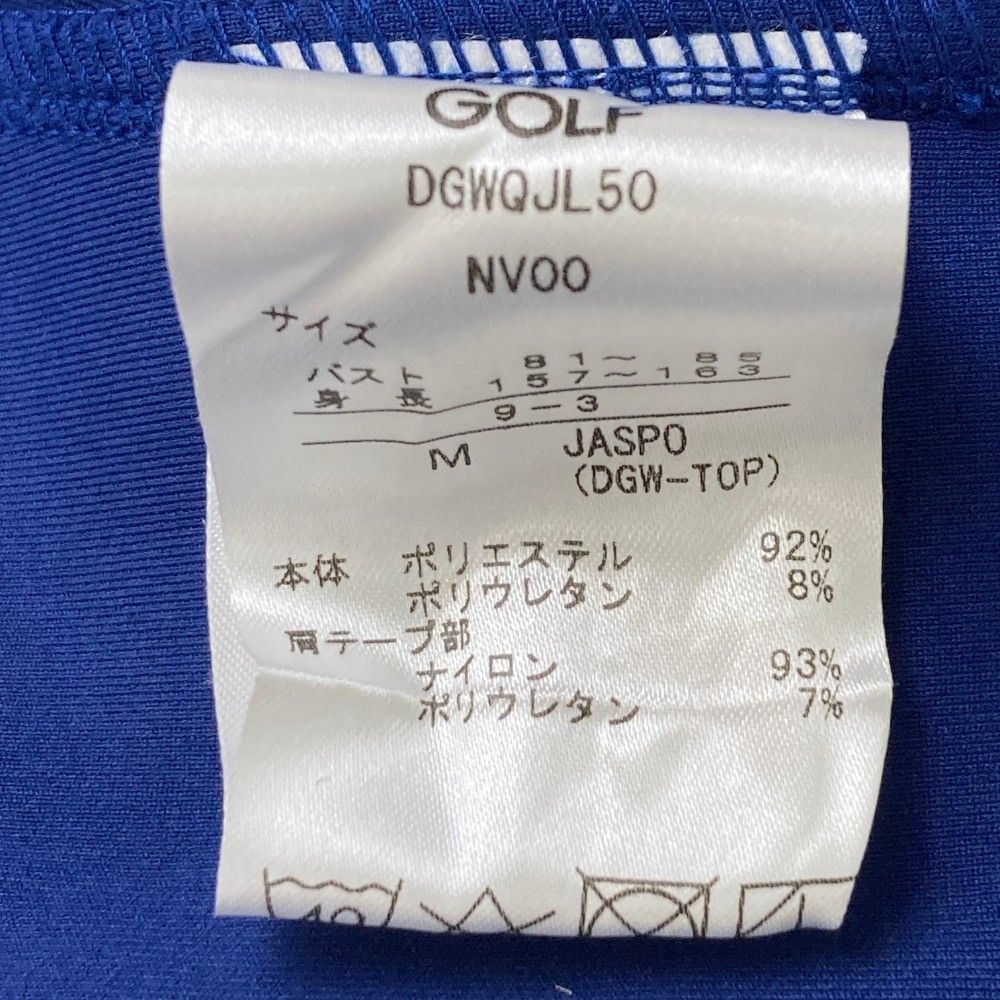 GOLF
DGWQJL50
NV00
サイズ
バスト 81～85
身長 157～163
9-3
M JASPO
(DGW-TOP)
本体 ポリエステル 92%
ポリウレタン 8%
肩テープ部
ナイロン 93%
ポリウレタン 7%
40